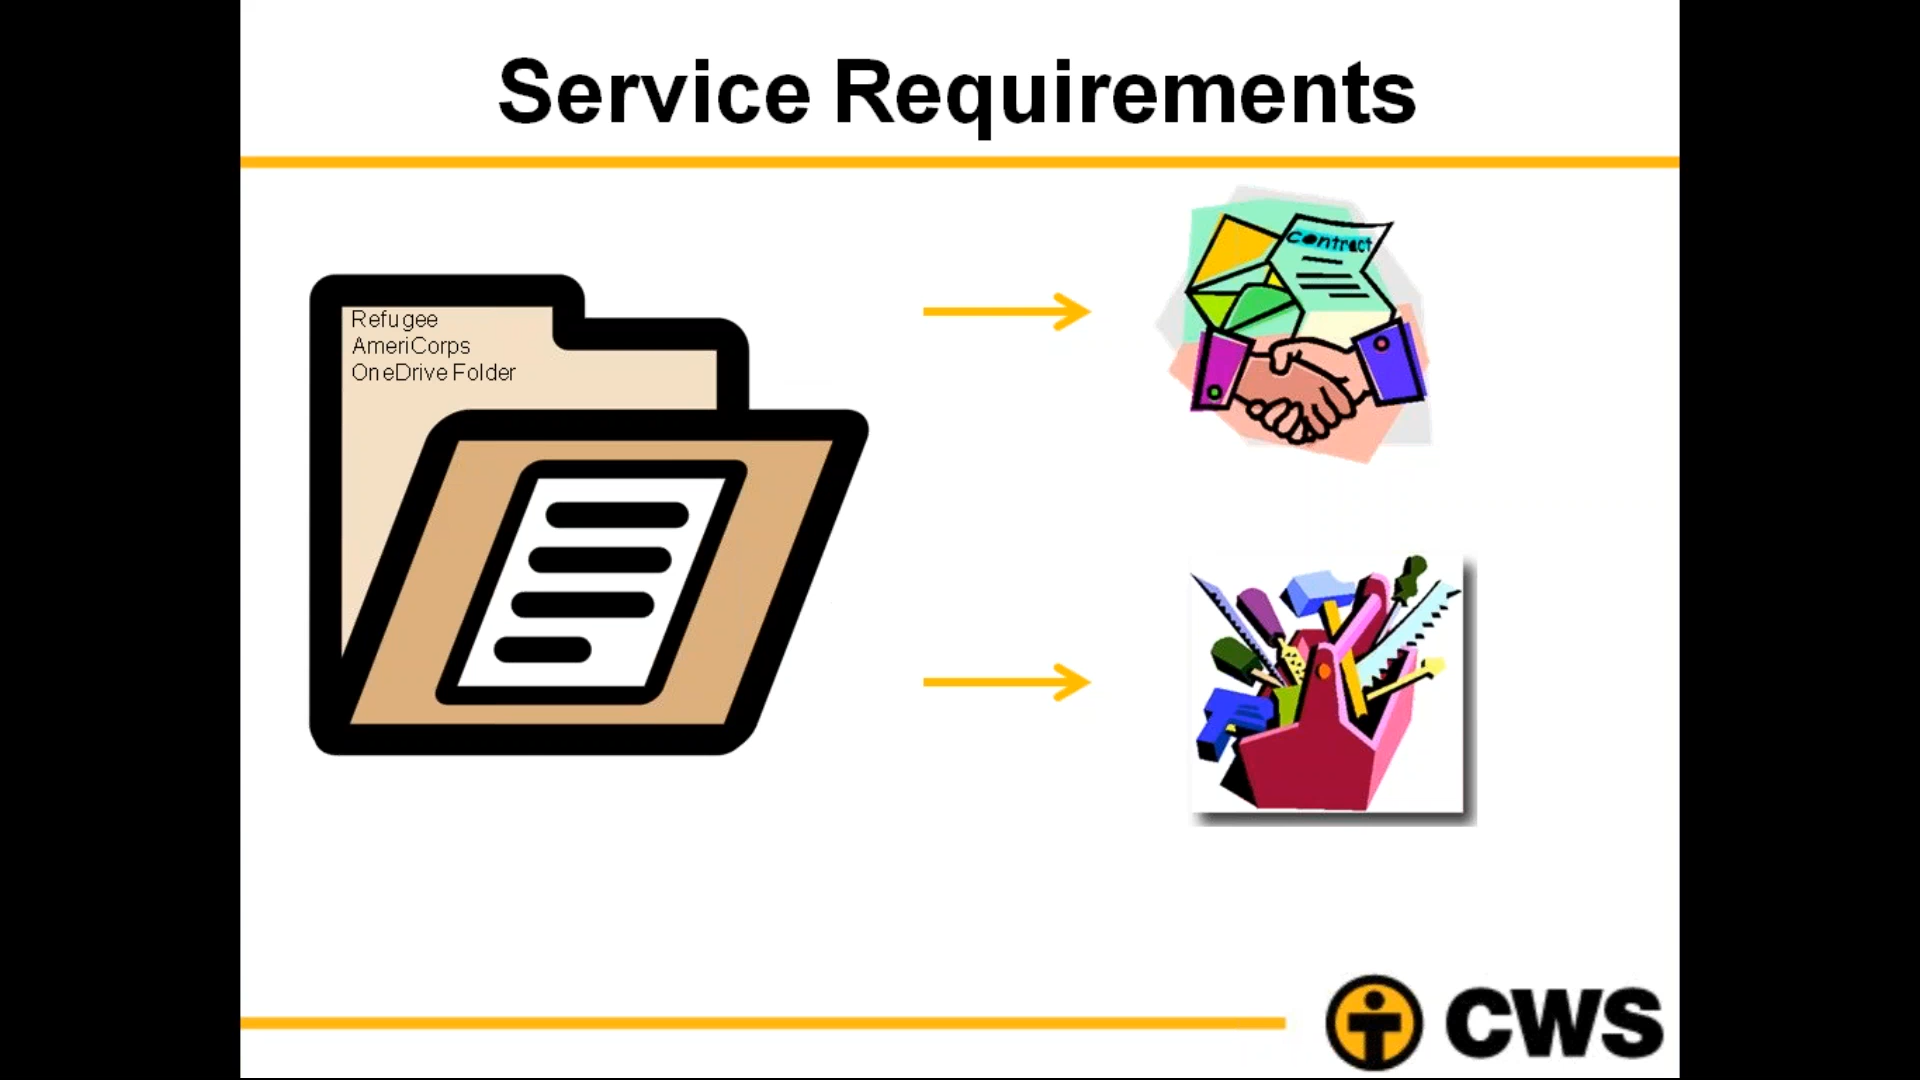 Service Requirements
Refugee
AmeriCorps
OneDrive Folder
contract
CWS